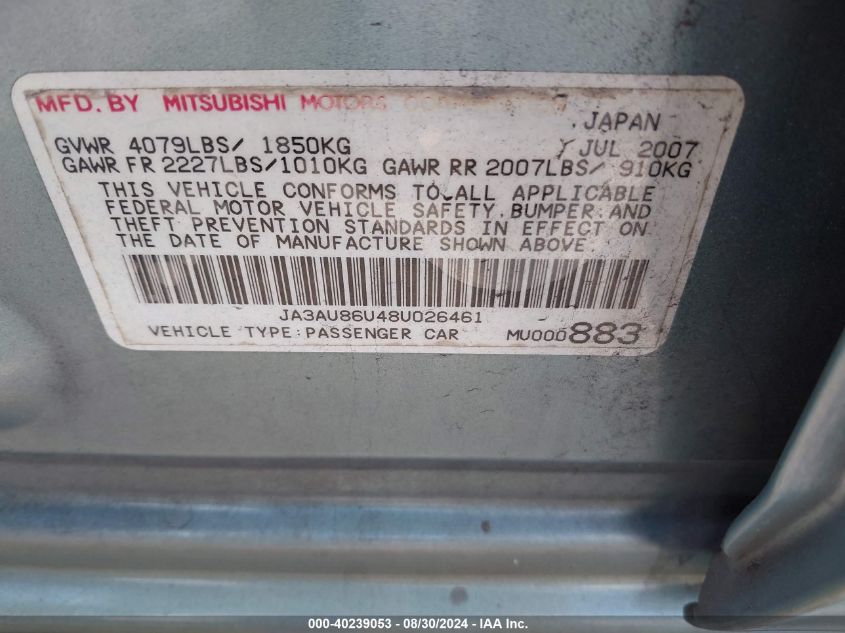 MFD. BY MITSUBISHI MOTORS CORPORATION
JAPAN
GVWR 4079LBS/ 1850KG JUL 2007
GAWR FR 2227LBS/1010KG GAWR RR 2007LBS/ 910KG
THIS VEHICLE CONFORMS TO ALL APPLICABLE
FEDERAL MOTOR VEHICLE SAFETY, BUMPER AND
THEFT PREVENTION STANDARDS IN EFFECT ON
THE DATE OF MANUFACTURE SHOWN ABOVE.
JA3AU86U48U026461
VEHICLE TYPE:PASSENGER CAR MU000883
000-40239053 - 08/30/2024 - IAA Inc.